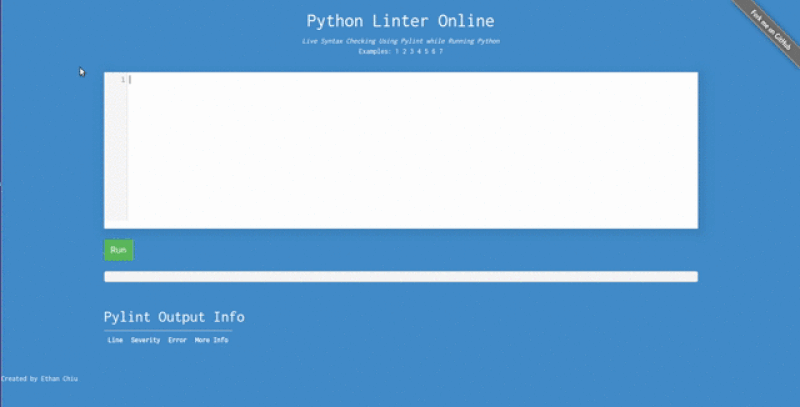 Python Linter Online
Fork me on GitHub
Live Syntax Checking Using Pylint while Running Python
Examples: 1 2 3 4 5 6 7
1
Run
Pylint Output Info
Line Severity Error More Info
Created by Ethan Chiu